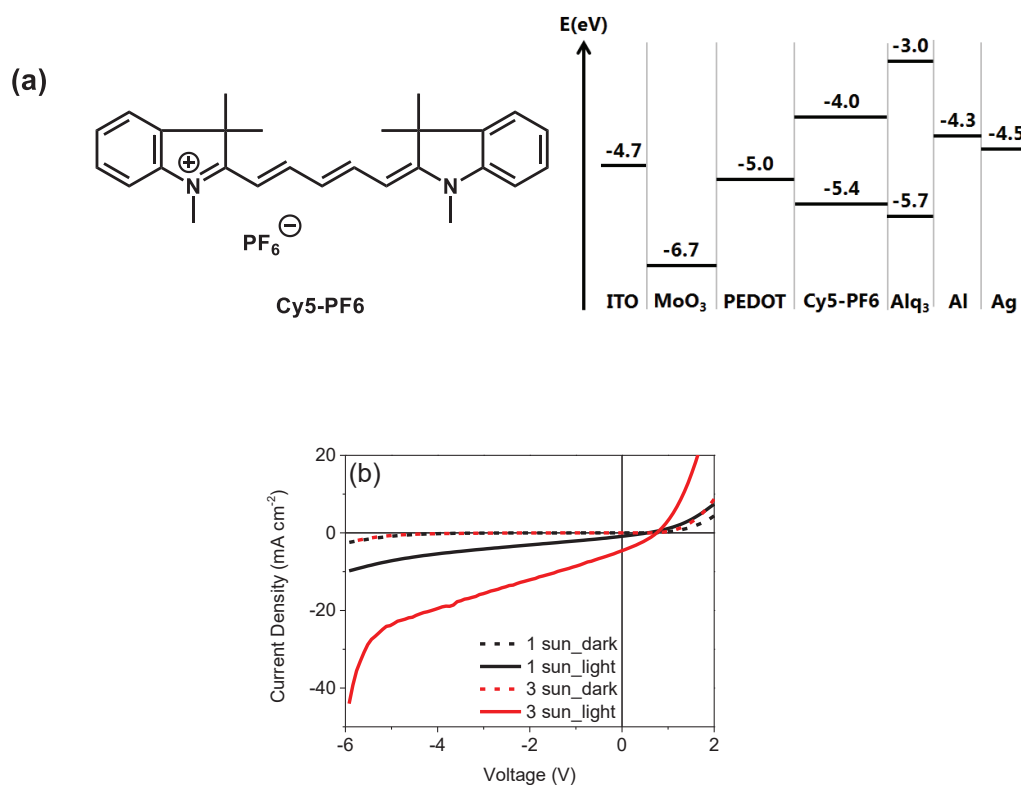 (a)
N
⊕
N
PF6⊖
Cy5-PF6
E(eV)
-3.0
-4.0
-4.3
-4.5
-4.7
-5.0
-5.4
-5.7
-6.7
ITO MoO3 PEDOT Cy5-PF6 Alq3 Al Ag
(b)
Current Density (mA cm-2)
20
0
-20
-40
1 sun_dark
1 sun_light
3 sun_dark
3 sun_light
-6 -4 -2 0 2
Voltage (V)